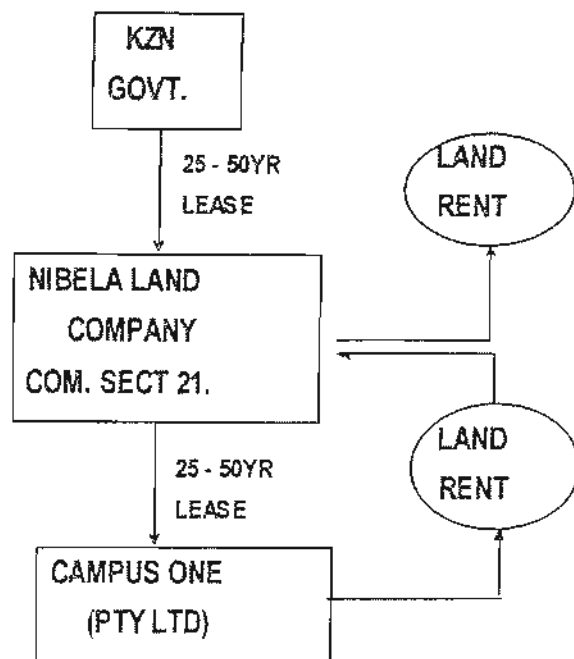 KZN
GOVT.
25 - 50YR
LEASE
LAND
RENT
NIBELA LAND
COMPANY
COM. SECT 21.
LAND
RENT
25 - 50YR
LEASE
CAMPUS ONE
(PTY LTD)